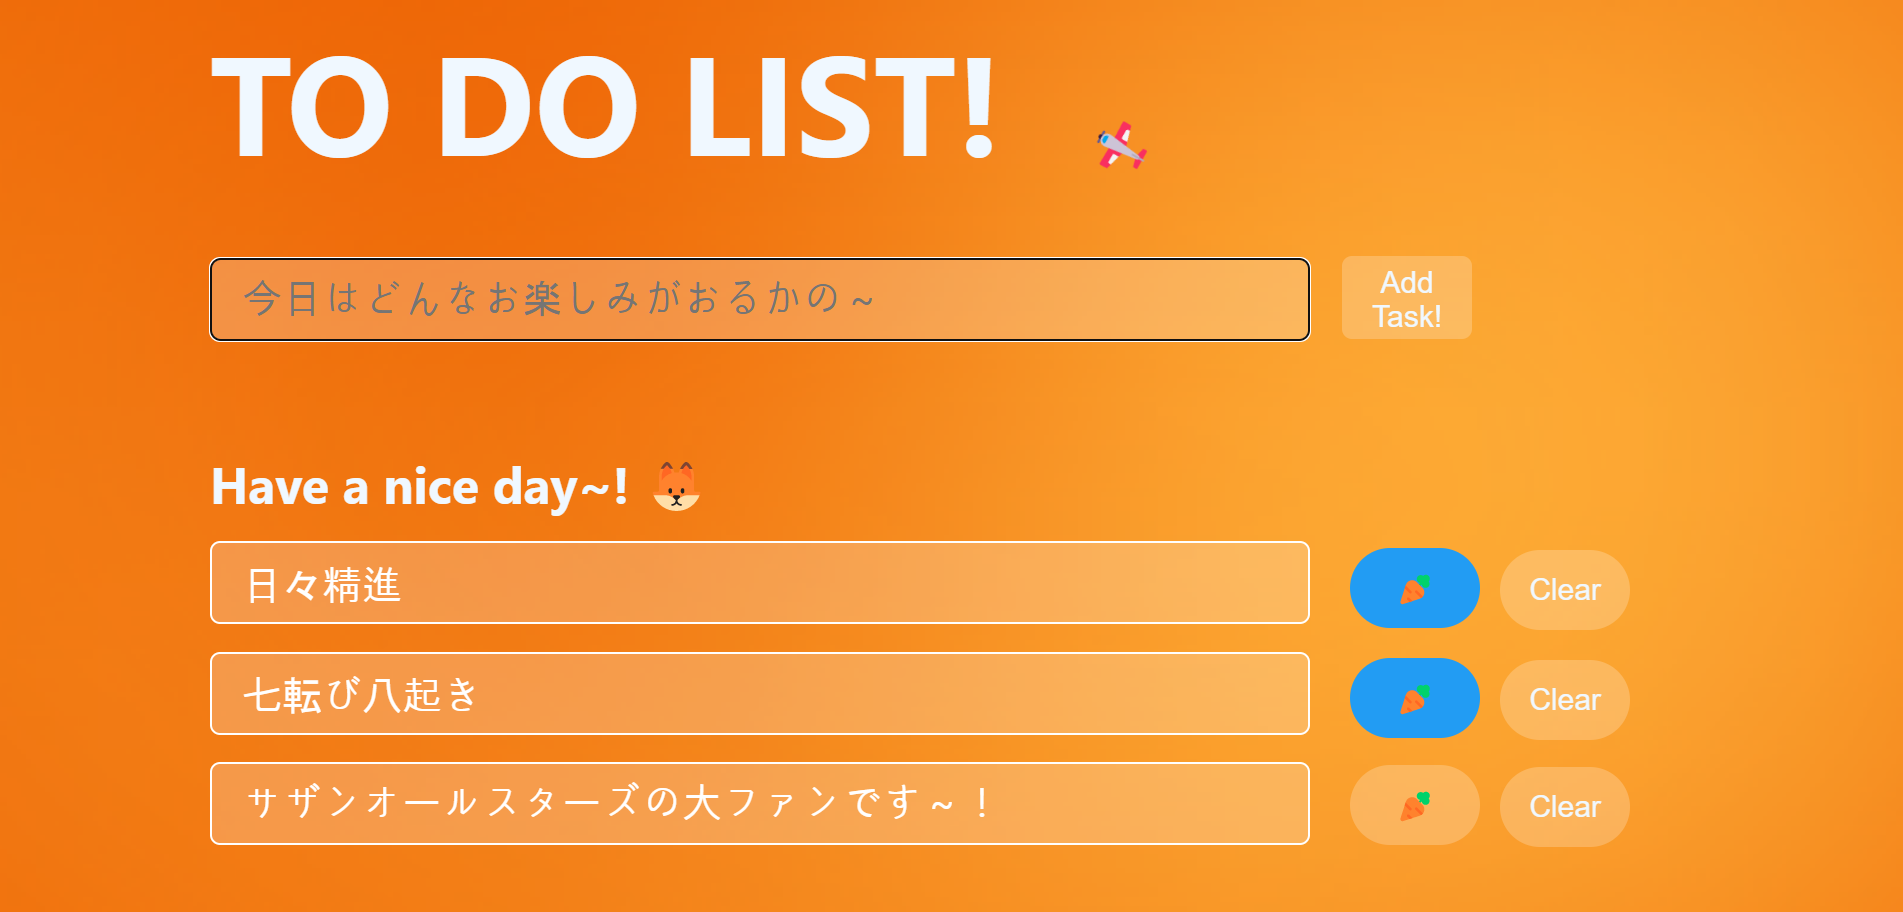 TO DO LIST!
今日はどんなお楽しみがおるかの～
Add
Task!
Have a nice day~!
日々精進
Clear
七転び八起き
Clear
サザンオールスターズの大ファンです～！
Clear